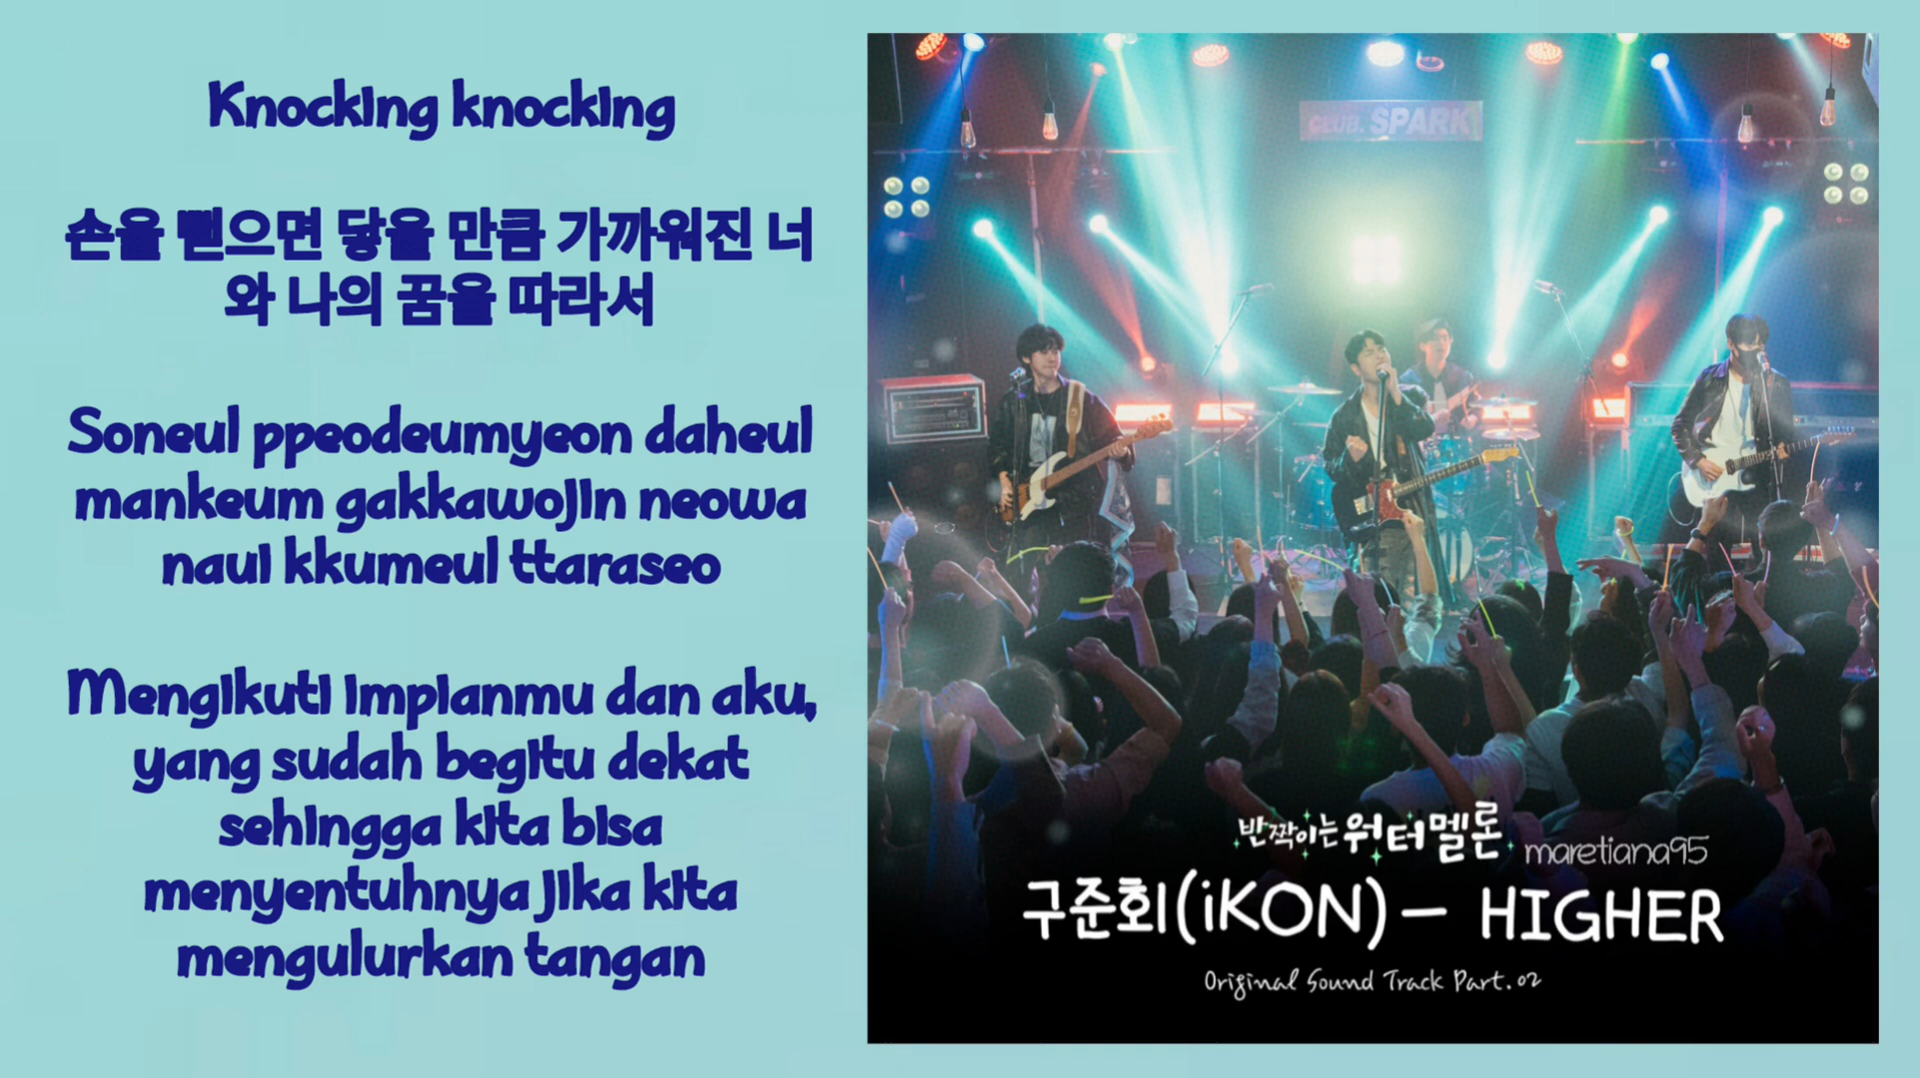 Knocking knocking
손을 뻗으면 닿을 만큼 가까워진 너
와 나의 꿈을 따라서
Soneul ppeodeumyeon daheul
mankeum gakkawojin neowa
naui kkumeul ttaraseo
Mengikuti impianmu dan aku,
yang sudah begitu dekat
sehingga kita bisa
menyentuhnya jika kita
mengulurkan tangan
CLUB. SPARK
반짝이는 워터멜론
maretiana95
구준회(iKON) – HIGHER
Original Sound Track Part.02